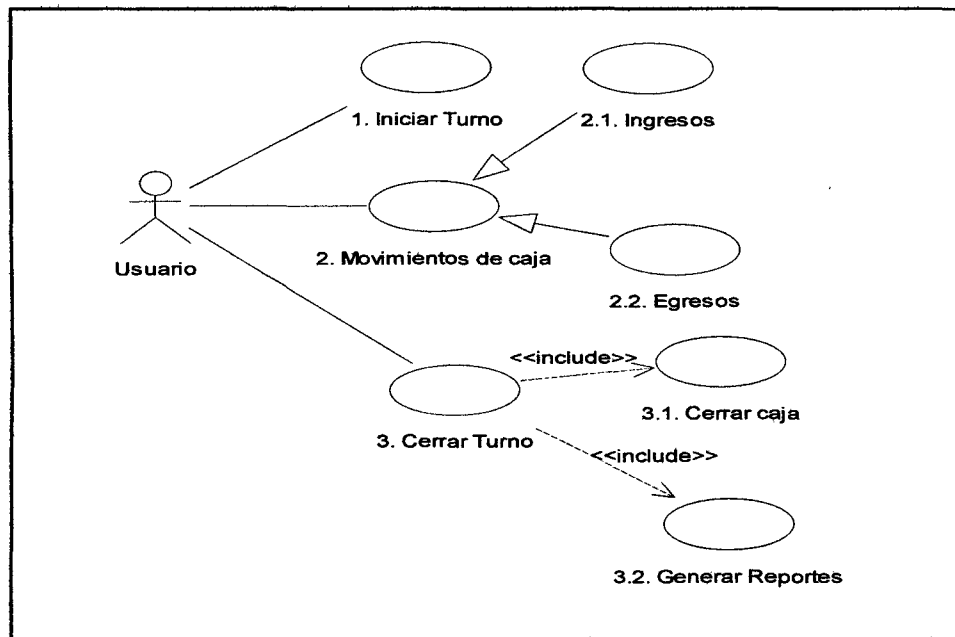 1. Iniciar Turno
2.1. Ingresos
Usuario
2. Movimientos de caja
2.2. Egresos
<<include>>
3.1. Cerrar caja
3. Cerrar Turno
<<include>>
3.2. Generar Reportes